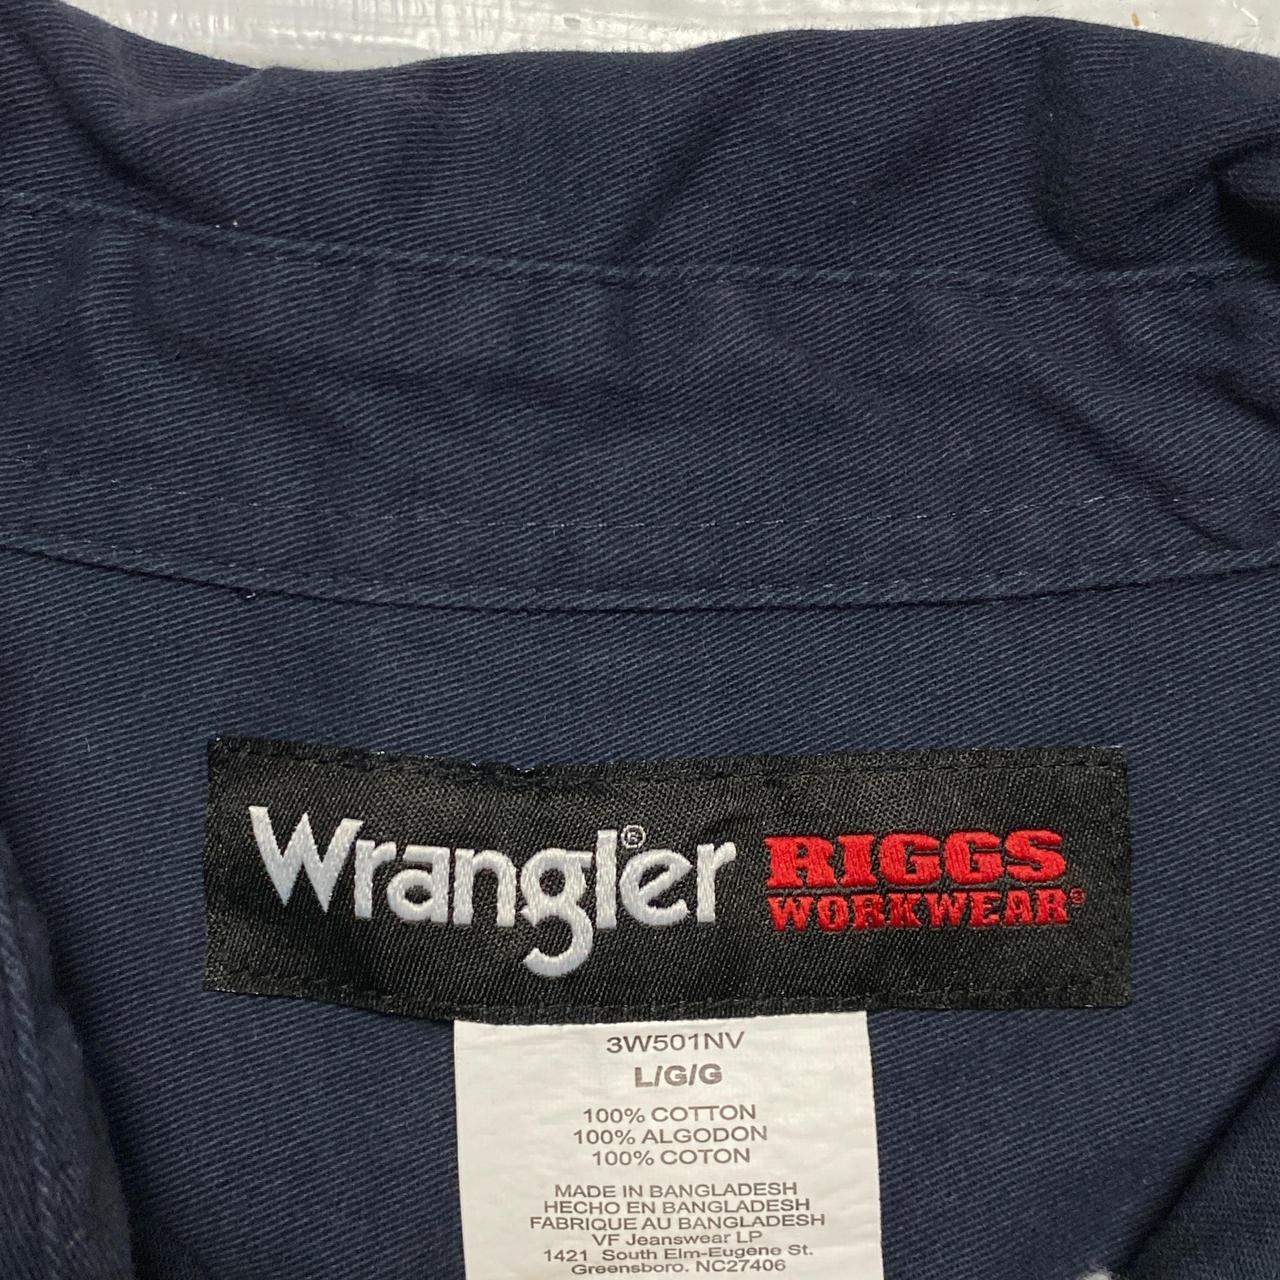 Wrangler® RIGGS
WORKWEAR®
3W501NV
L/G/G
100% COTTON
100% ALGODON
100% COTON
MADE IN BANGLADESH
HECHO EN BANGLADESH
FABRIQUE AU BANGLADESH
VF Jeanswear LP
1421 South Elm-Eugene St.
Greensboro. NC27406